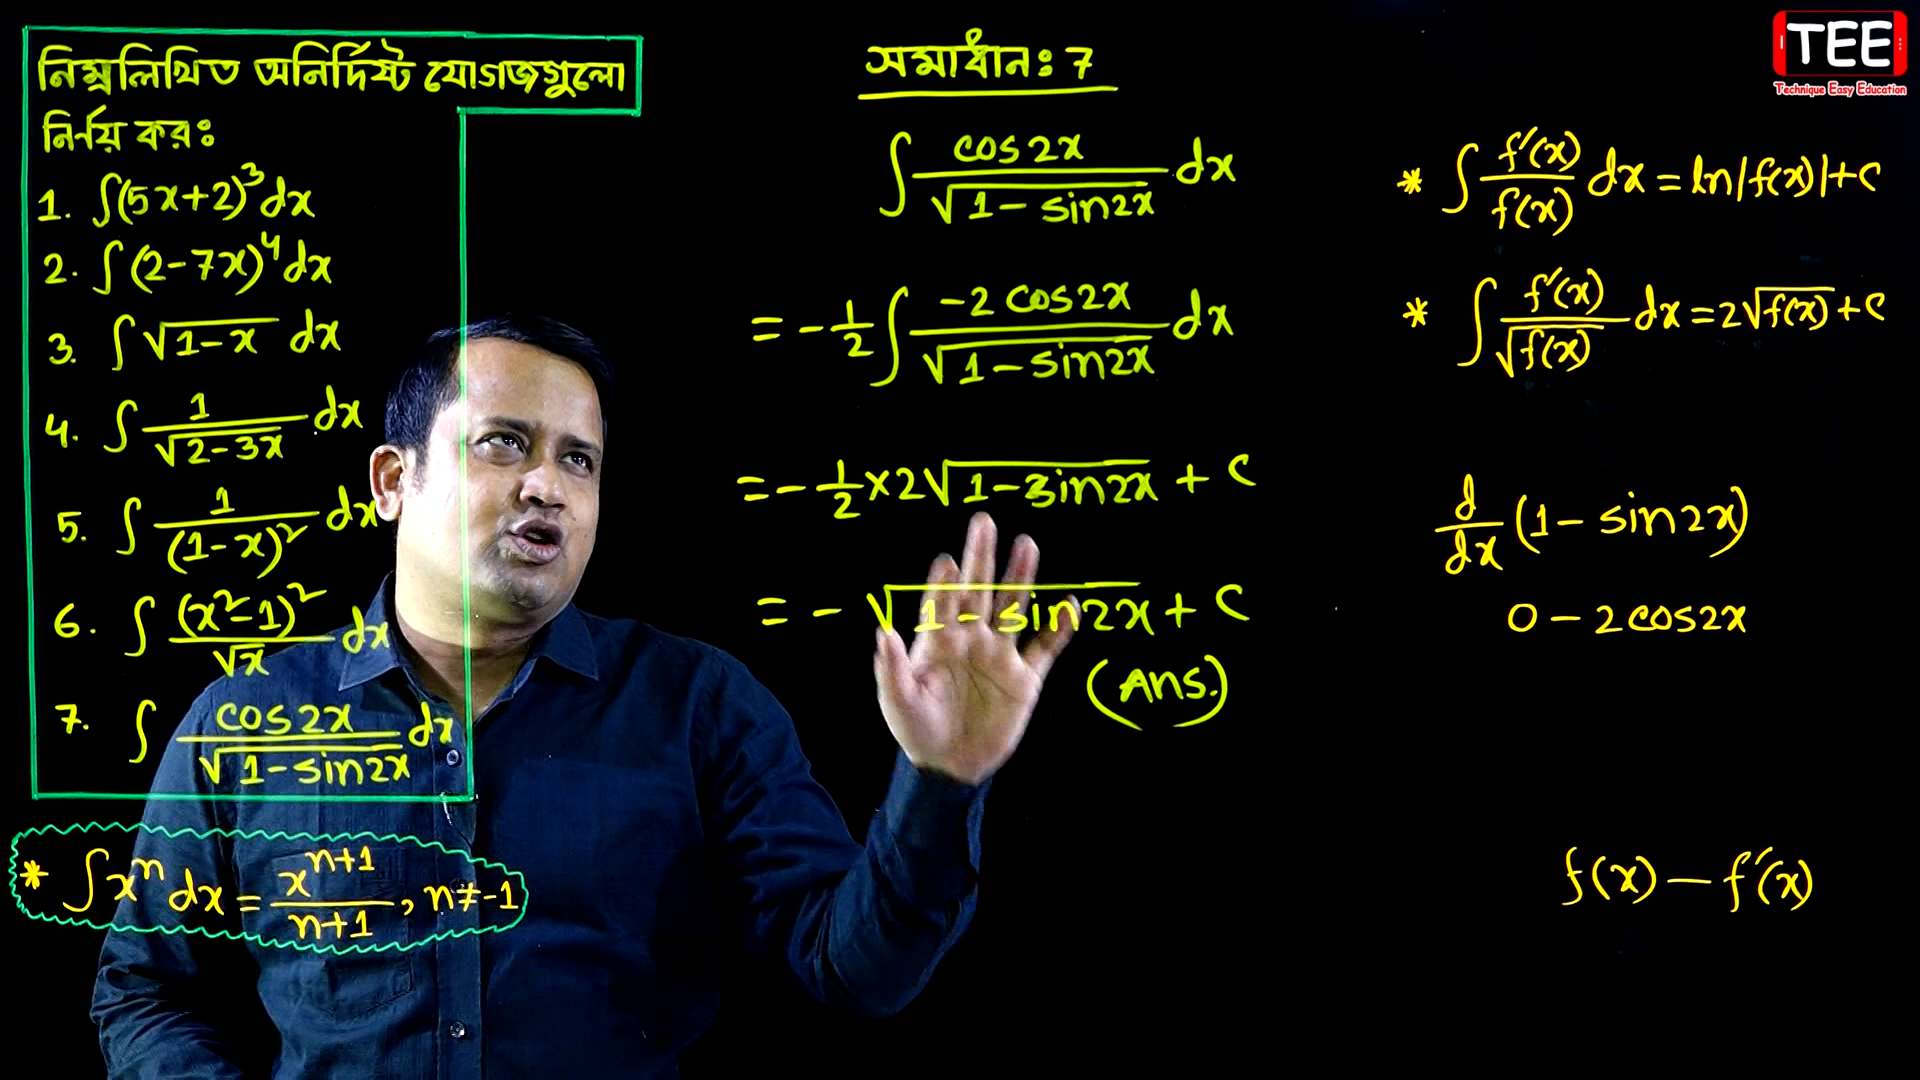 নিম্নলিখিত অনির্দিষ্ট যোগজগুলো
নির্ণয় কর:
1. ∫(5x+2)³dx
2. ∫(2-7x)⁴dx
3. ∫√(1-x) dx
4. ∫ 1/√(2-3x) dx
5. ∫ 1/(1-x)² dx
6. ∫ (x²-1)²/√x dx
7. ∫ cos2x/√(1-sin2x) dx
* ∫xⁿdx = xⁿ⁺¹/(n+1), n≠-1
সমাধান: 7
∫ cos2x/√(1-sin2x) dx
= -1/2 ∫ -2cos2x/√(1-sin2x) dx
= -1/2 × 2√(1-sin2x) + c
= - √(1-sin2x) + c
(Ans.)
TEE
Technique Easy Education
* ∫ f'(x)/f(x) dx = ln|f(x)|+c
* ∫ f'(x)/√f(x) dx = 2√f(x) + c
d/dx (1- sin2x)
0 - 2cos2x
f(x) — f'(x)